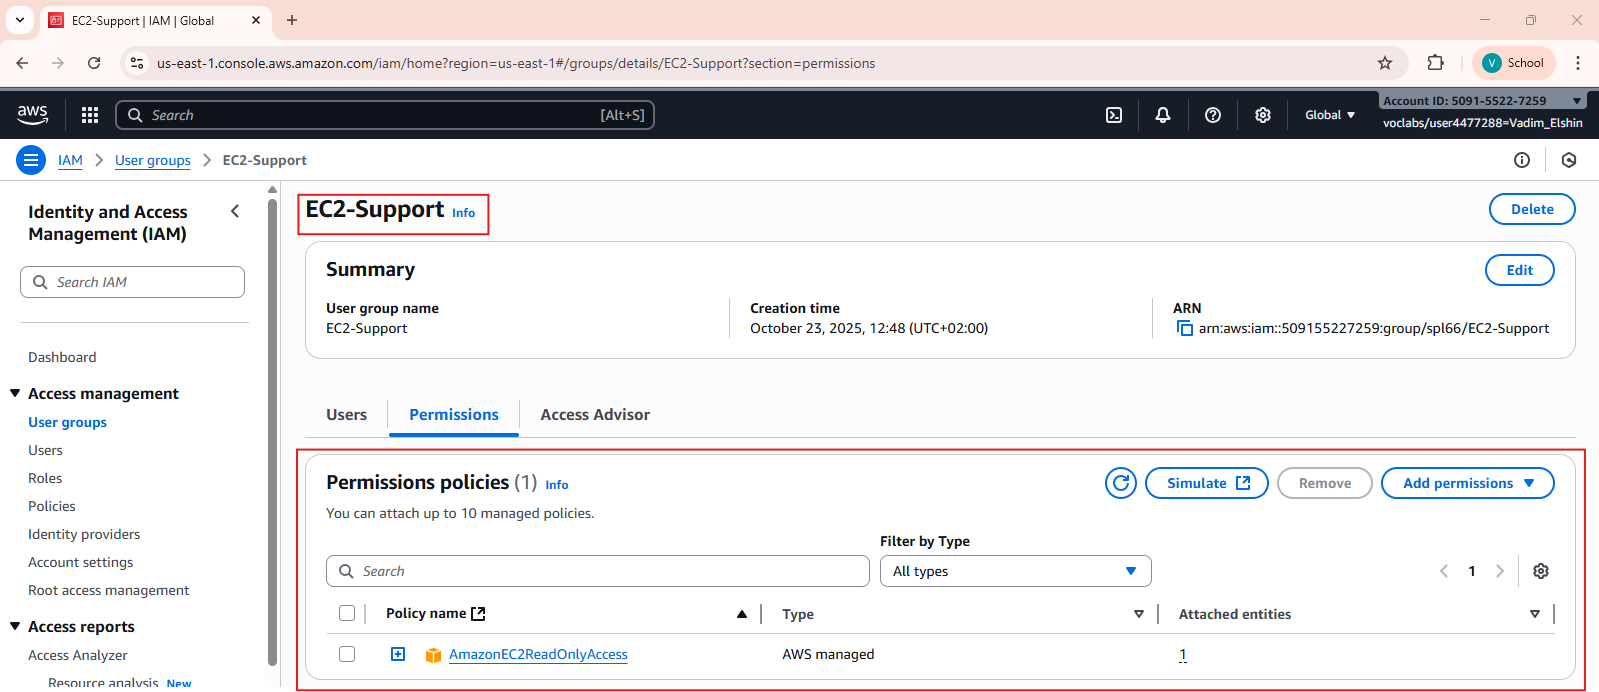 EC2-Support | IAM | Global
us-east-1.console.aws.amazon.com/iam/home?region=us-east-1#/groups/details/EC2-Support?section=permissions
V School
aws
Search [Alt+S]
Global
Account ID: 5091-5522-7259
voclabs/user4477288=Vadim_Elshin
IAM User groups EC2-Support
Identity and Access
Management (IAM)
Search IAM
Dashboard
Access management
User groups
Users
Roles
Policies
Identity providers
Account settings
Root access management
Access reports
Access Analyzer
Resource analysis New
EC2-Support Info
Delete
Summary
Edit
User group name
EC2-Support
Creation time
October 23, 2025, 12:48 (UTC+02:00)
ARN
arn:aws:iam::509155227259:group/spl66/EC2-Support
Users Permissions Access Advisor
Permissions policies (1) Info
Simulate Remove Add permissions
You can attach up to 10 managed policies.
Filter by Type
Search All types 1
Policy name Type Attached entities
AmazonEC2ReadOnlyAccess AWS managed 1